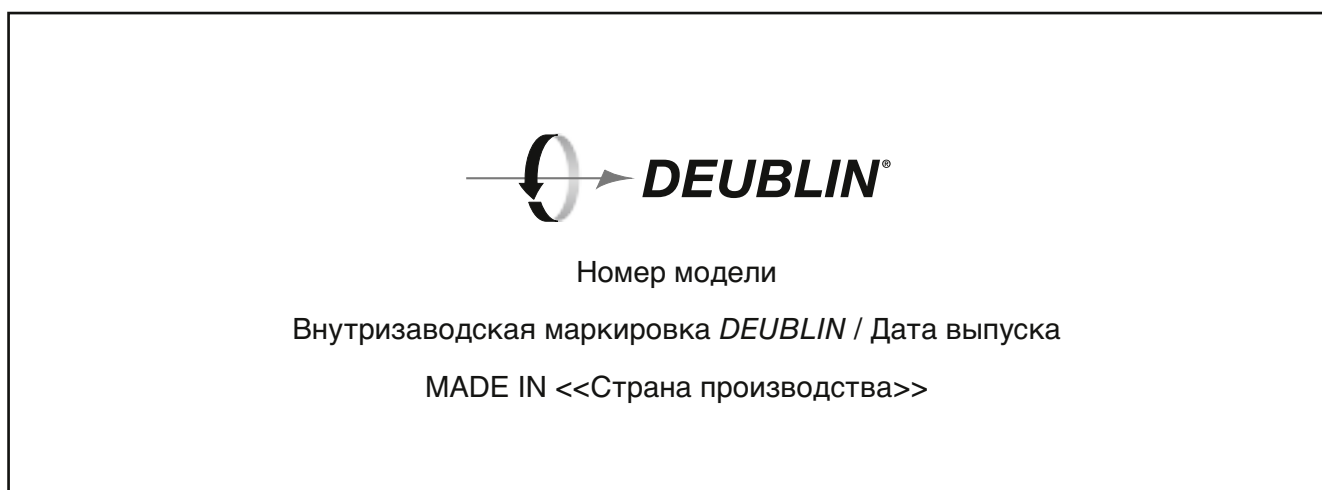 DEUBLIN®
Номер модели
Внутризаводская маркировка DEUBLIN / Дата выпуска
MADE IN <<Страна производства>>